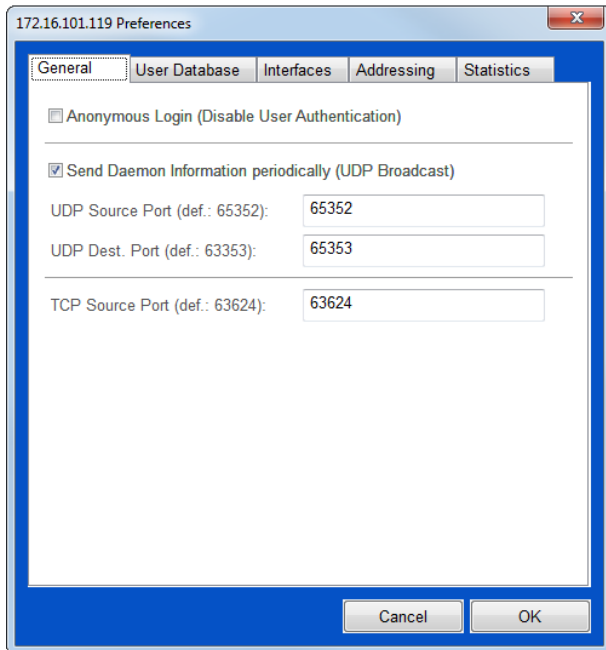 172.16.101.119 Preferences
General User Database Interfaces Addressing Statistics
Anonymous Login (Disable User Authentication)
Send Daemon Information periodically (UDP Broadcast)
UDP Source Port (def.: 65352): 65352
UDP Dest. Port (def.: 63353): 65353
TCP Source Port (def.: 63624): 63624
Cancel OK